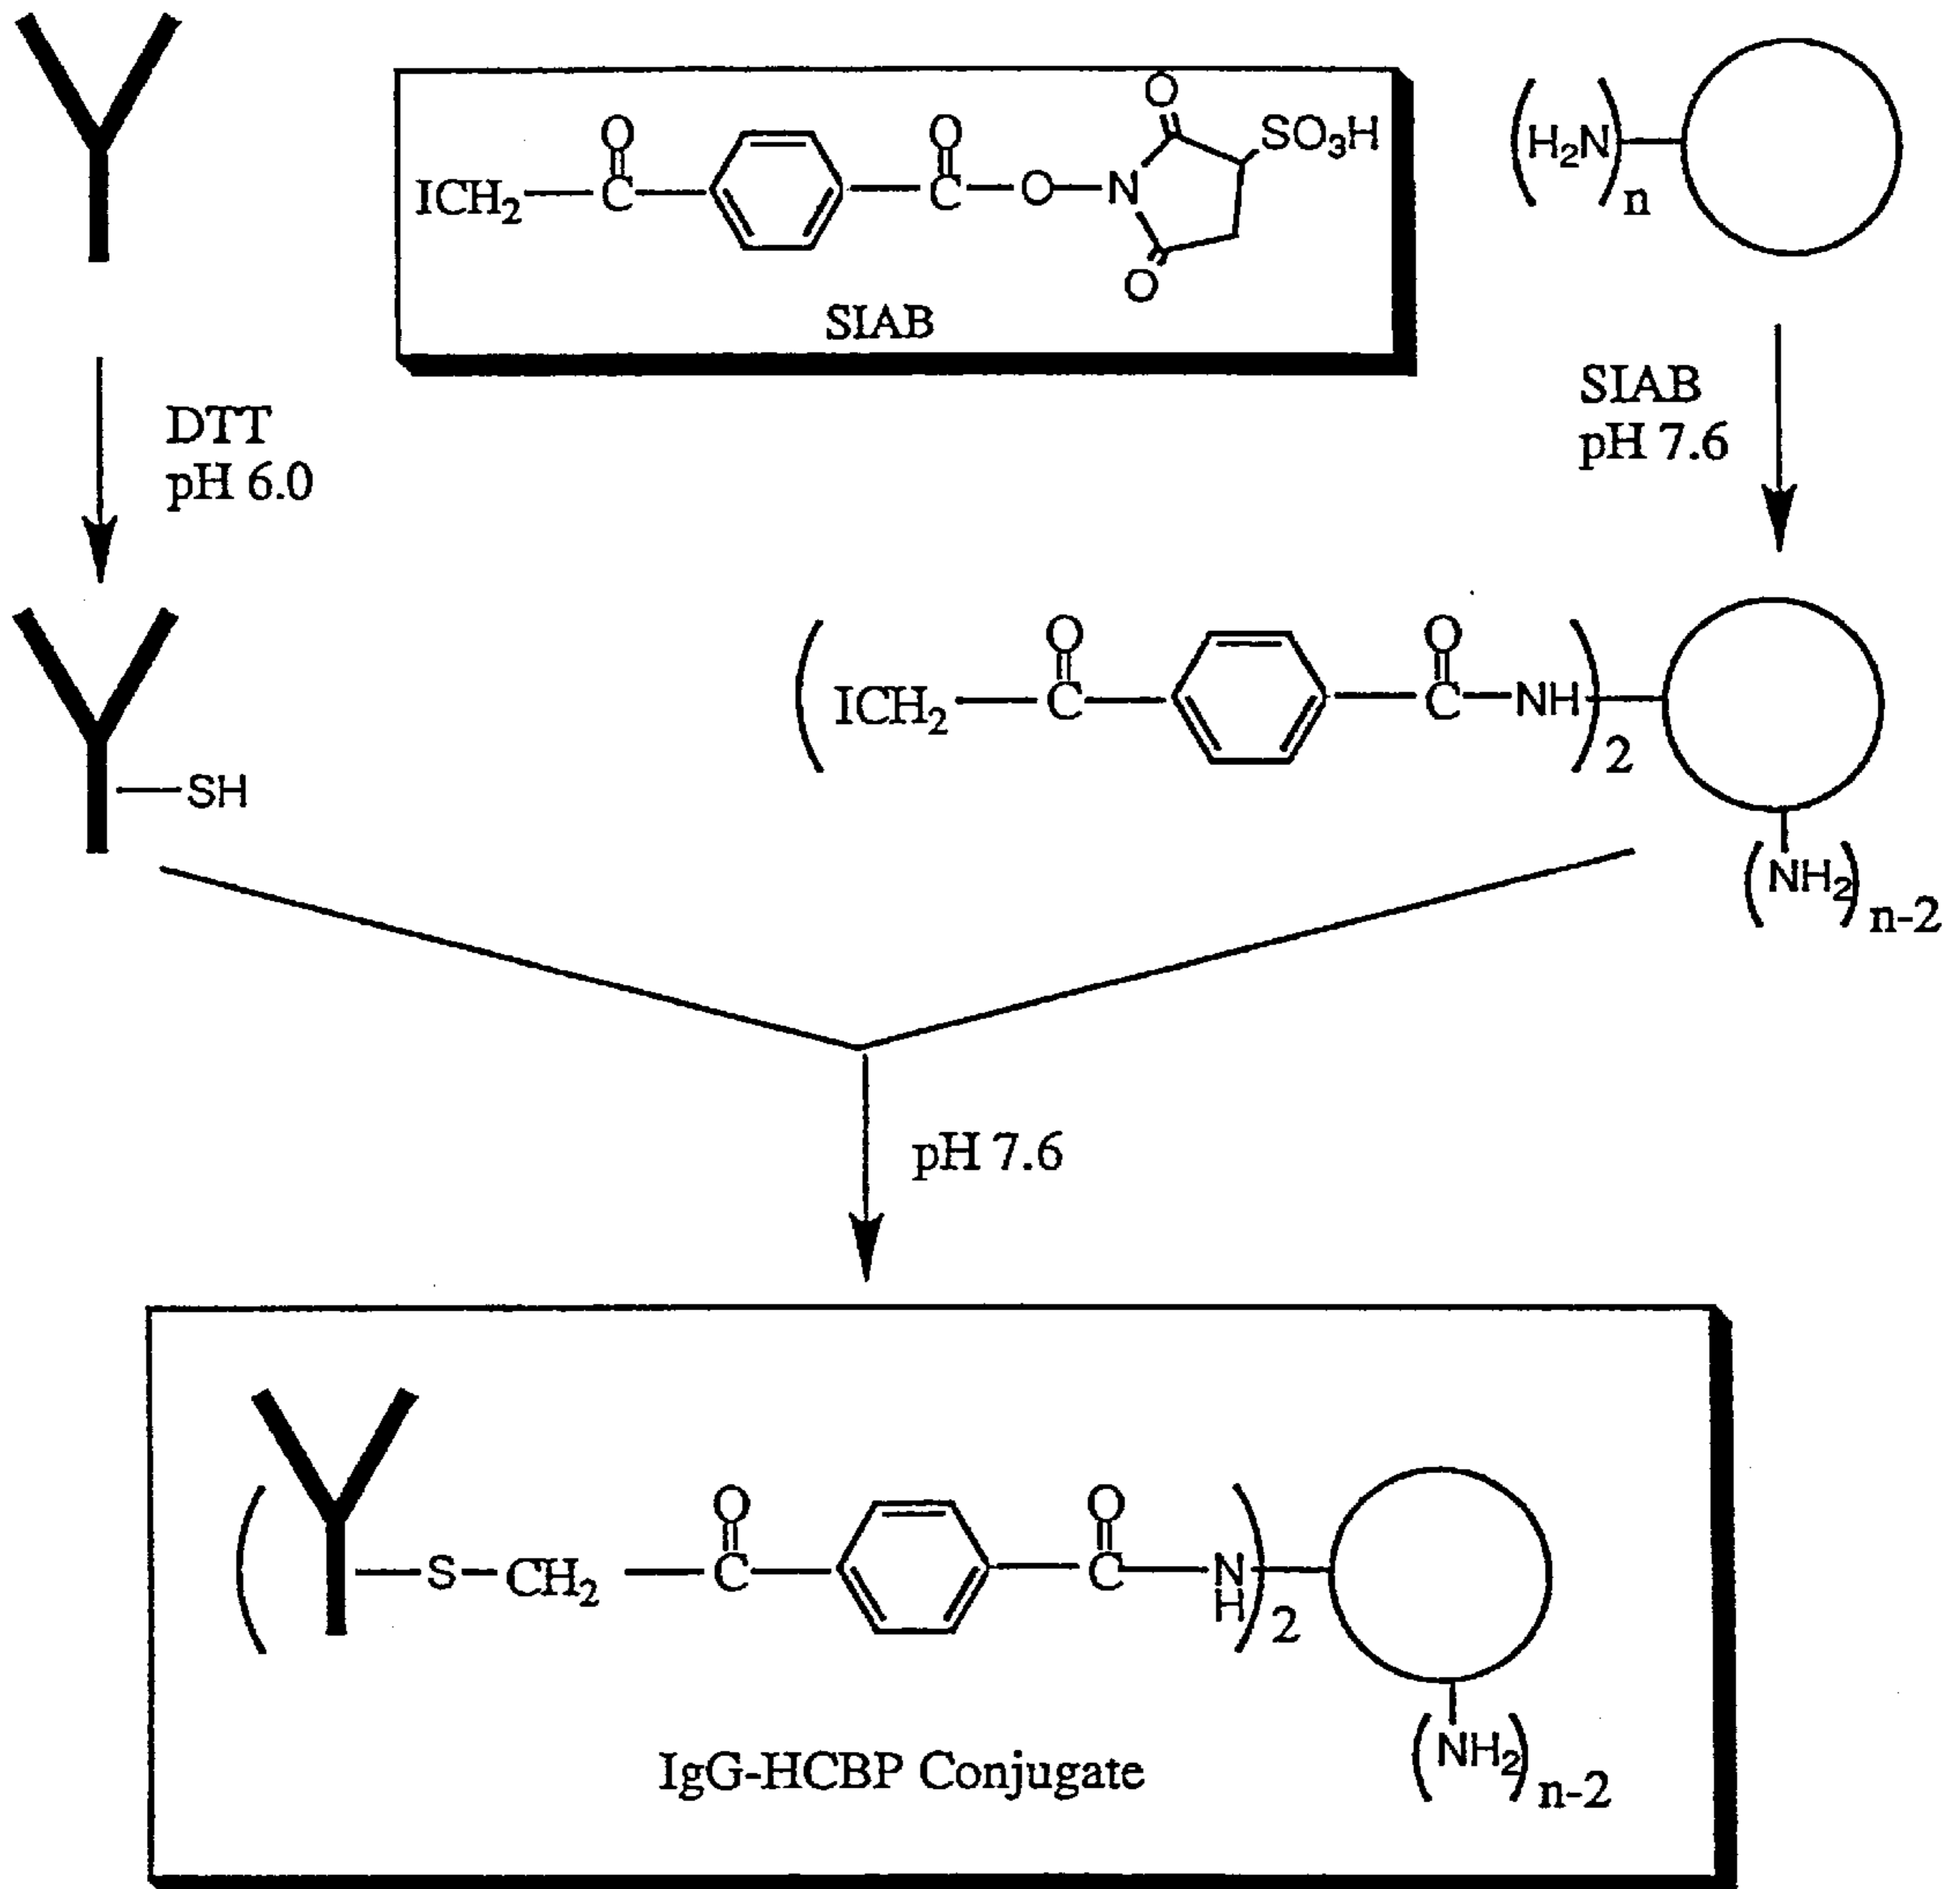 O O O
ICH2 C C O N SO3H
O
SIAB
(H2N)n
DTT
pH 6.0
SIAB
pH 7.6
SH
O O
(ICH2 C C NH)2
(NH2)n-2
pH 7.6
O O
( S CH2 C C N
H )2
(NH2)n-2
IgG-HCBP Conjugate